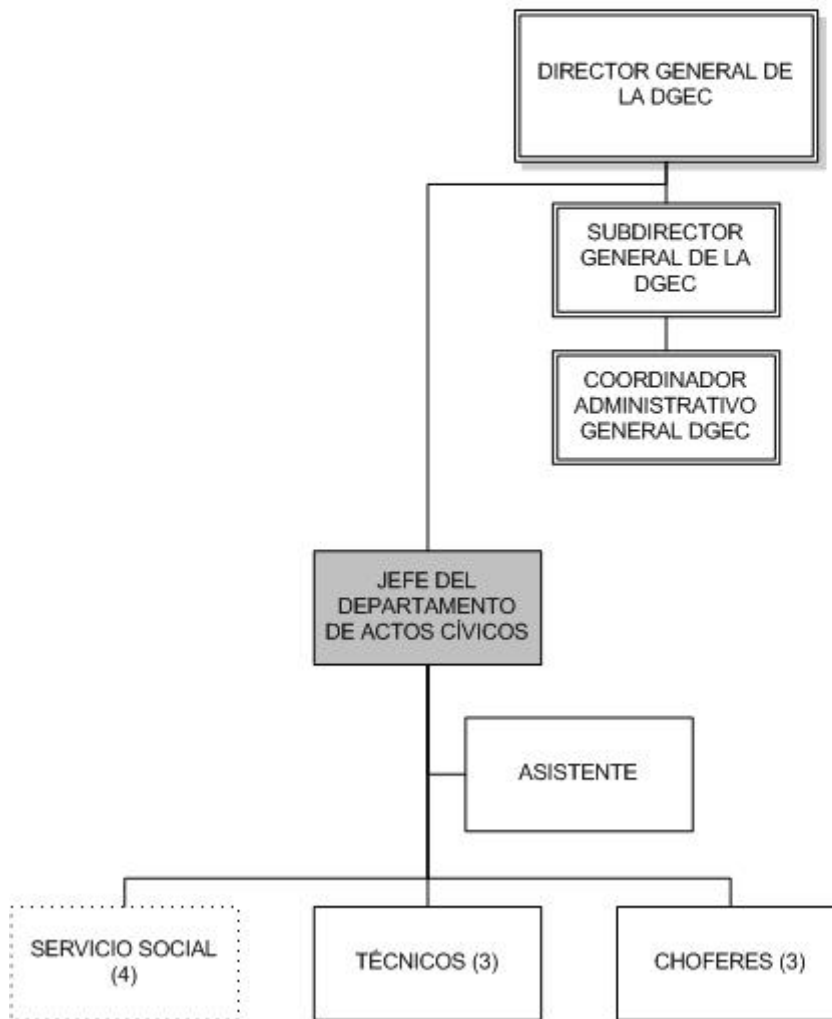 DIRECTOR GENERAL DE
LA DGEC
SUBDIRECTOR
GENERAL DE LA
DGEC
COORDINADOR
ADMINISTRATIVO
GENERAL DGEC
JEFE DEL
DEPARTAMENTO
DE ACTOS CÍVICOS
ASISTENTE
SERVICIO SOCIAL
(4)
TÉCNICOS (3)
CHOFERES (3)